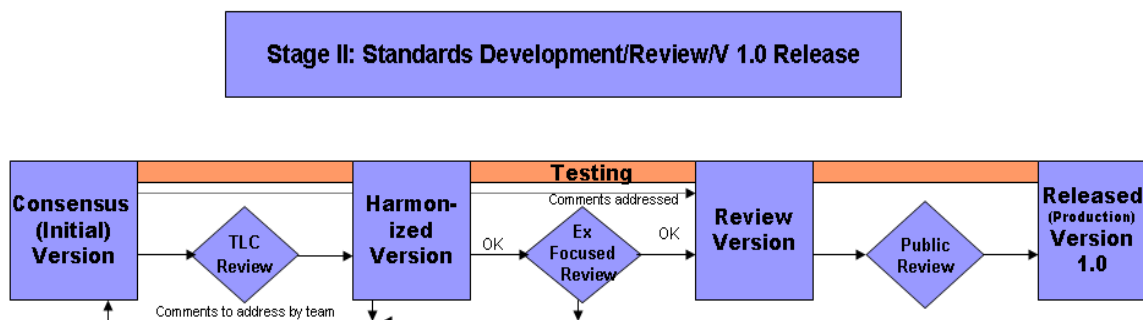 Stage II: Standards Development/Review/V 1.0 Release
Testing
Consensus
(Initial)
Version
TLC
Review
Harmon-
ized
Version
Comments addressed
OK
Ex
Focused
Review
OK
Review
Version
Public
Review
Released
(Production)
Version
1.0
Comments to address by team